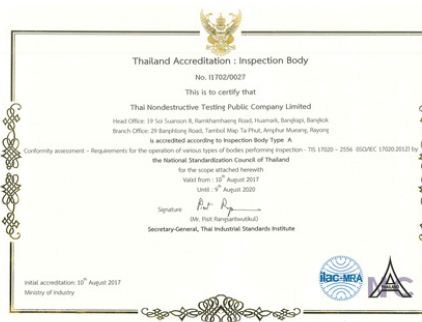 Thailand Accreditation : Inspection Body
No. I1702/0027
This is to certify that
Thai Nondestructive Testing Public Company Limited
Head Office: 19 Soi Suanson 8, Ramkhamhaeng Road, Huamark, Bangkapi, Bangkok
Branch Office: 29 Banphlong Road, Tambol Map Ta Phut, Amphur Mueang, Rayong
is accredited according to Inspection Body Type A
Conformity assessment – Requirements for the operation of various types of bodies performing inspection - TIS 17020 – 2556 (ISO/IEC 17020:2012) by
the National Standardization Council of Thailand
for the scope attached herewith
Valid from : 10th August 2017
Until : 9th August 2020
Signature
(Mr. Pisit Rangsaritwutikul)
Secretary-General, Thai Industrial Standards Institute
Initial accreditation: 10th August 2017
Ministry of Industry
ilac-MRA
THAILAND
NC